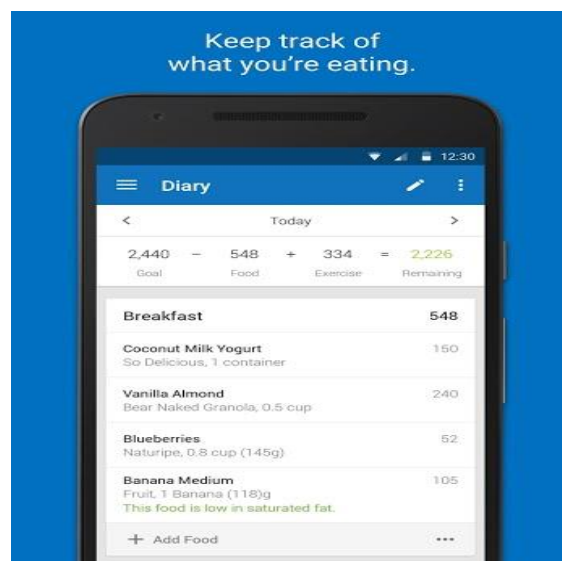 Keep track of
what you're eating.
12:30
Diary
< Today >
2,440 – 548 + 334 = 2,226
Goal Food Exercise Remaining
Breakfast 548
Coconut Milk Yogurt 150
So Delicious, 1 container
Vanilla Almond 240
Bear Naked Granola, 0.5 cup
Blueberries 52
Naturipe, 0.8 cup (145g)
Banana Medium 105
Fruit, 1 Banana (118)g
This food is low in saturated fat.
+ Add Food